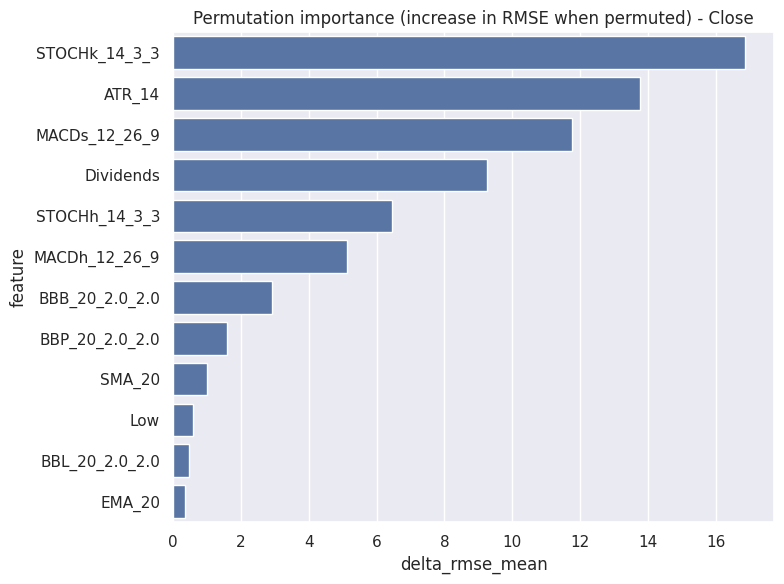 Permutation importance (increase in RMSE when permuted) - Close
STOCHk_14_3_3
ATR_14
MACDs_12_26_9
Dividends
STOCHh_14_3_3
MACDh_12_26_9
BBB_20_2.0_2.0
BBP_20_2.0_2.0
SMA_20
Low
BBL_20_2.0_2.0
EMA_20
feature
0 2 4 6 8 10 12 14 16
delta_rmse_mean